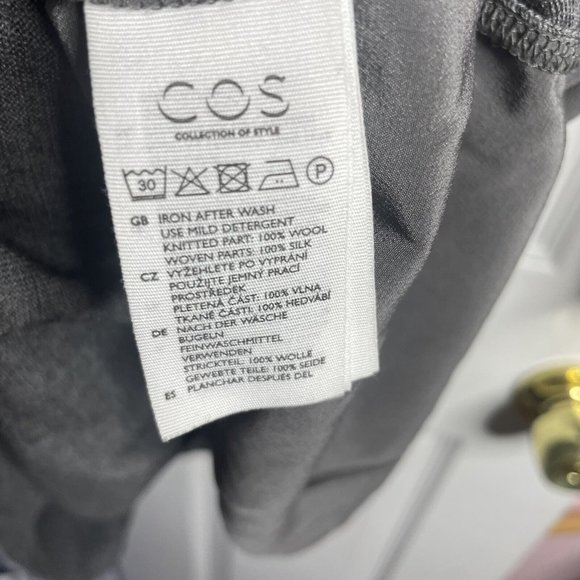 COS
COLLECTION OF STYLE
30 P
GB IRON AFTER WASH
USE MILD DETERGENT
KNITTED PART: 100% WOOL
WOVEN PARTS: 100% SILK
CZ VYŽEHLETE PO VYPRÁNÍ
POUŽIJTE JEMNÝ PRACÍ
PROSTŘEDEK
PLETENÁ ČÁST: 100% VLNA
TKANÉ ČÁSTI: 100% HEDVÁBÍ
DE NACH DER WÄSCHE
BÜGELN
FEINWASCHMITTEL
VERWENDEN
STRICKTEIL: 100% WOLLE
GEWEBTE TEILE: 100% SEIDE
ES PLANCHAR DESPUÉS DEL